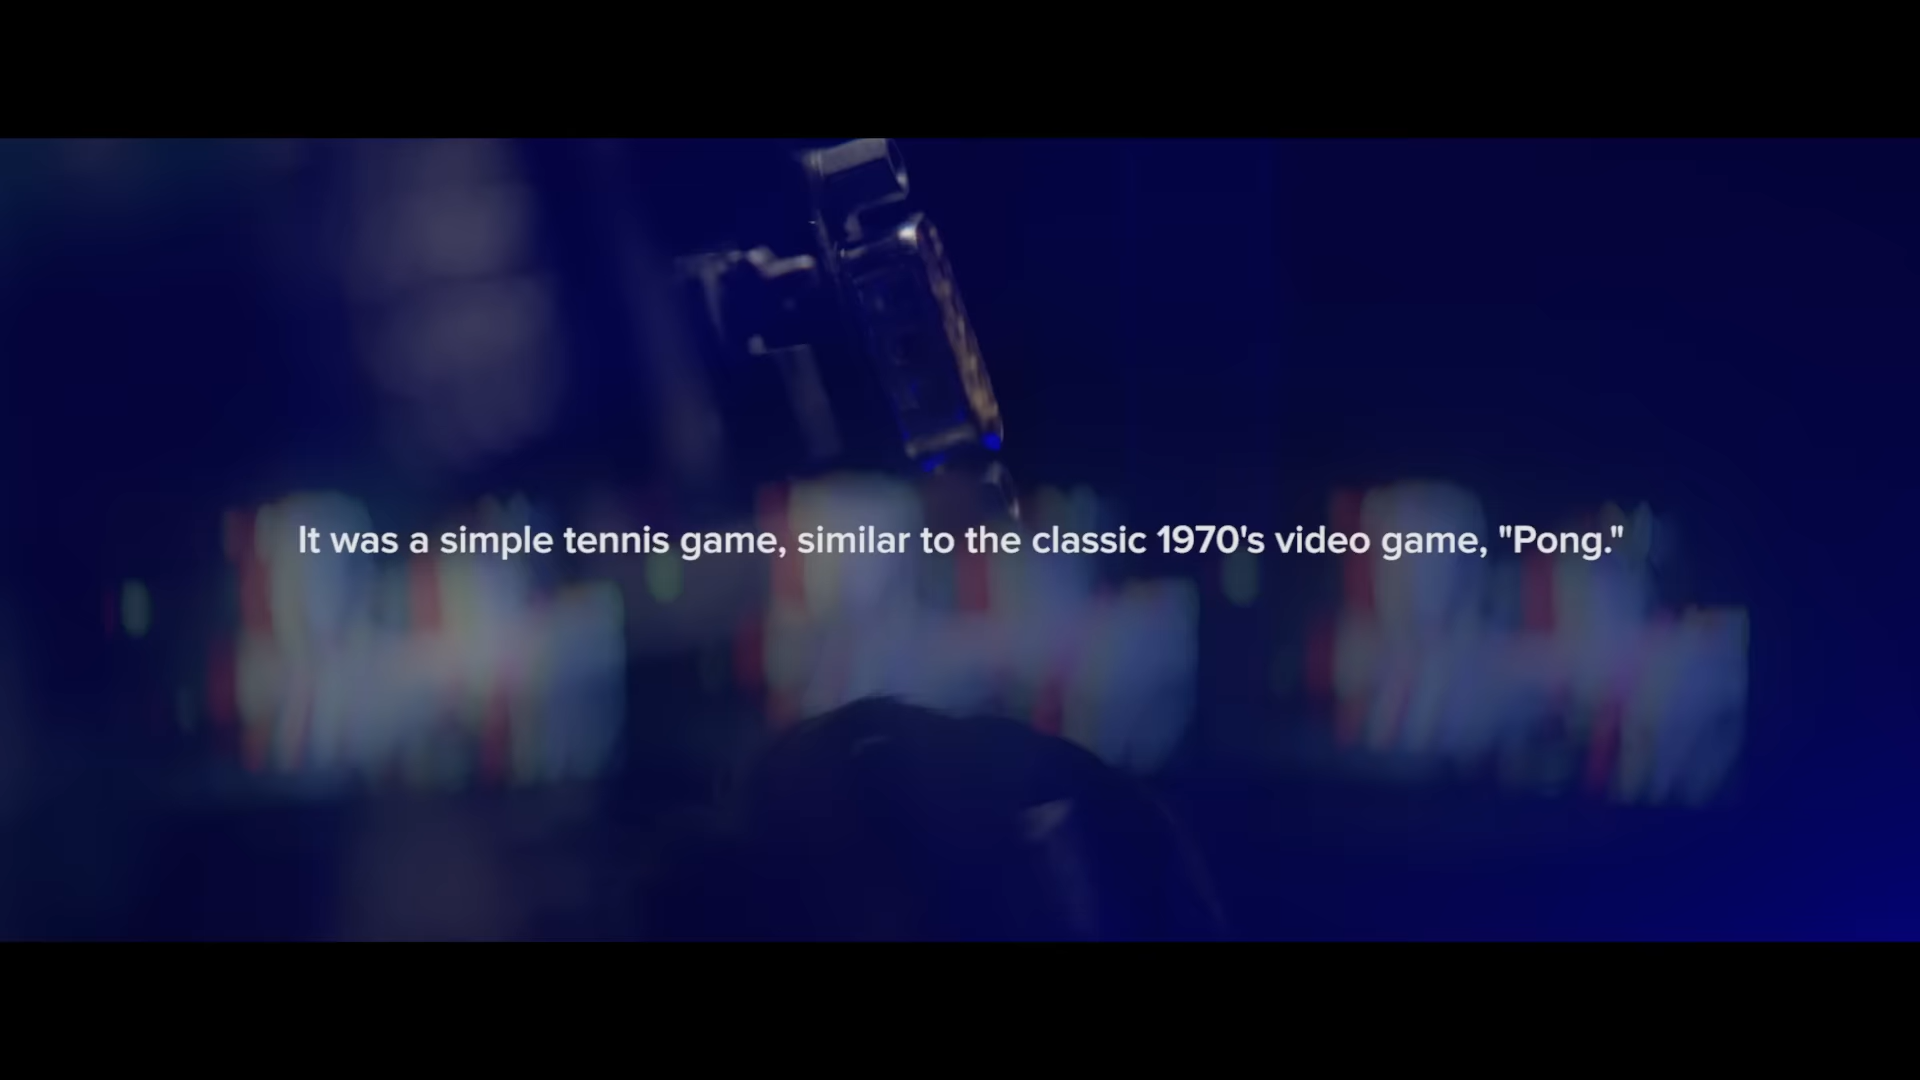 It was a simple tennis game, similar to the classic 1970's video game, "Pong."